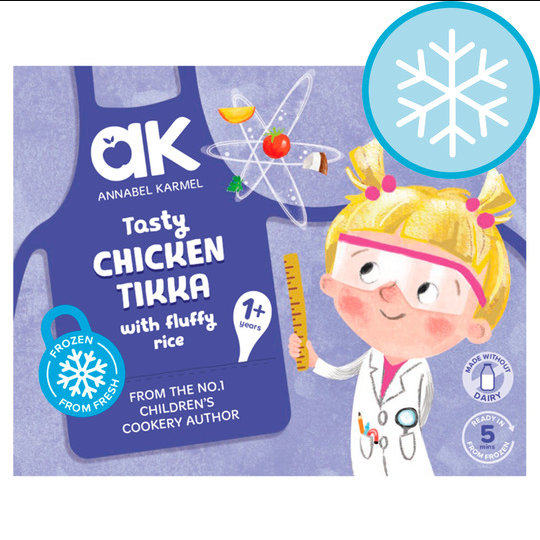 ak
ANNABEL KARMEL
Tasty
CHICKEN
TIKKA
with fluffy
rice
1+
years
FROZEN
FROM FRESH
FROM THE NO.1
CHILDREN'S
COOKERY AUTHOR
MADE WITHOUT
DAIRY
READY IN
5
mins
FROM FROZEN